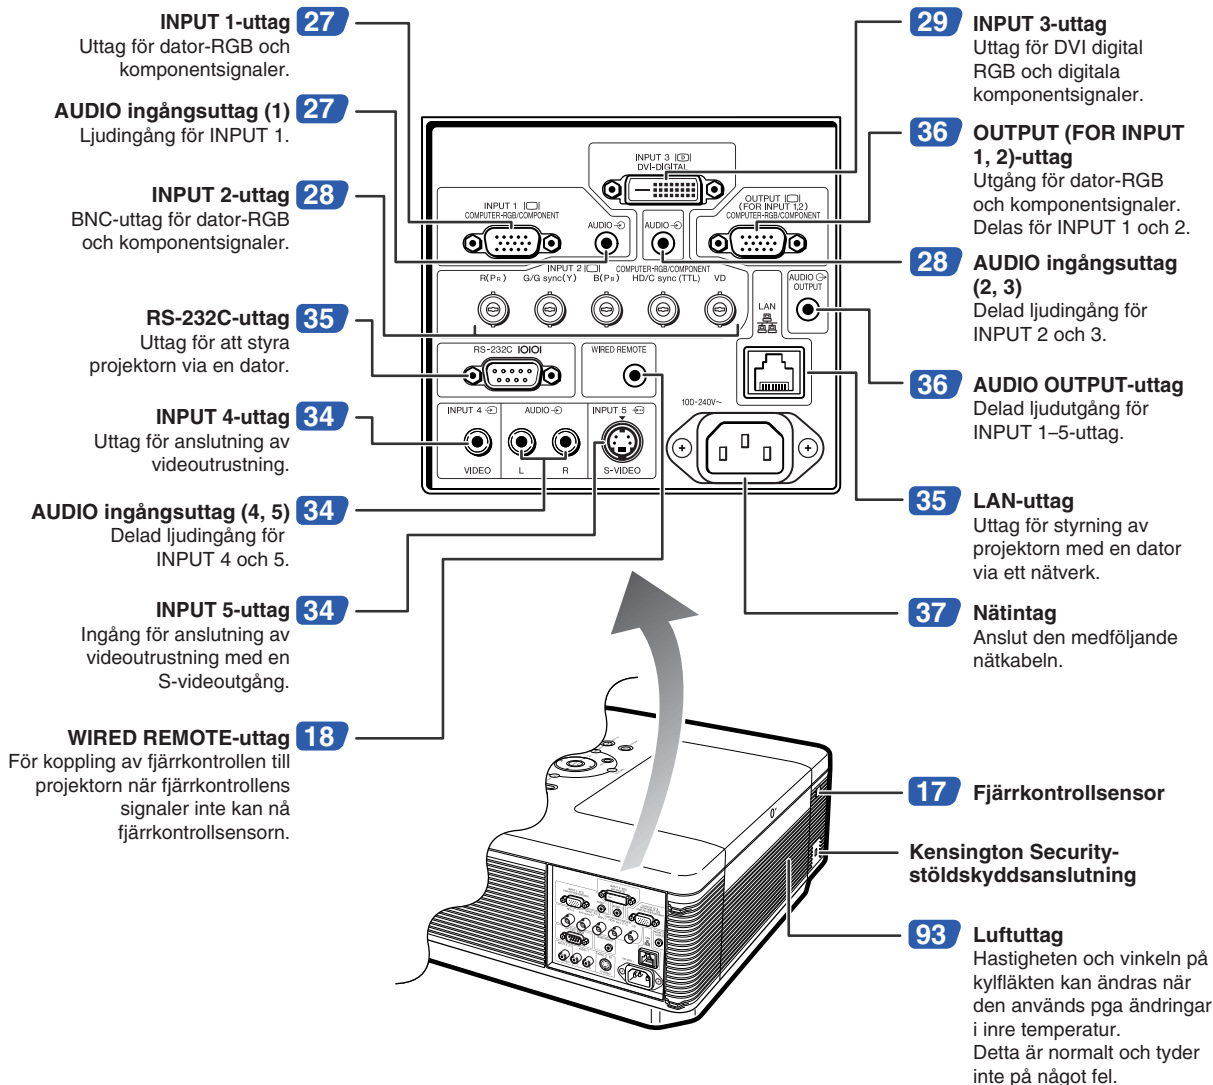 INPUT 1-uttag 27
Uttag för dator-RGB och
komponentsignaler.
AUDIO ingångsuttag (1) 27
Ljudingång för INPUT 1.
INPUT 2-uttag 28
BNC-uttag för dator-RGB
och komponentsignaler.
RS-232C-uttag 35
Uttag för att styra
projektorn via en dator.
INPUT 4-uttag 34
Uttag för anslutning av
videoutrustning.
AUDIO ingångsuttag (4, 5) 34
Delad ljudingång för
INPUT 4 och 5.
INPUT 5-uttag 34
Ingång för anslutning av
videoutrustning med en
S-videoutgång.
WIRED REMOTE-uttag 18
För koppling av fjärrkontrollen till
projektorn när fjärrkontrollens
signaler inte kan nå
fjärrkontrollsensorn.
INPUT 3
DVI-DIGITAL
INPUT 1
COMPUTER-RGB/COMPONENT
AUDIO
AUDIO
OUTPUT
(FOR INPUT 1,2)
COMPUTER-RGB/COMPONENT
INPUT 2 COMPUTER-RGB/COMPONENT
R(PR) G/G sync(Y) B(PB) HD/C sync (TTL) VD
LAN
AUDIO
OUTPUT
RS-232C IOIOI
WIRED REMOTE
INPUT 4
AUDIO
INPUT 5
VIDEO
L R
S-VIDEO
100-240V~
29 INPUT 3-uttag
Uttag för DVI digital
RGB och digitala
komponentsignaler.
36 OUTPUT (FOR INPUT
1, 2)-uttag
Utgång för dator-RGB
och komponentsignaler.
Delas för INPUT 1 och 2.
28 AUDIO ingångsuttag
(2, 3)
Delad ljudingång för
INPUT 2 och 3.
36 AUDIO OUTPUT-uttag
Delad ljudutgång för
INPUT 1–5-uttag.
35 LAN-uttag
Uttag för styrning av
projektorn med en dator
via ett nätverk.
37 Nätintag
Anslut den medföljande
nätkabeln.
17 Fjärrkontrollsensor
Kensington Security-
stöldskyddsanslutning
93 Luftuttag
Hastigheten och vinkeln på
kylfläkten kan ändras när
den används pga ändringar
i inre temperatur.
Detta är normalt och tyder
inte på något fel.